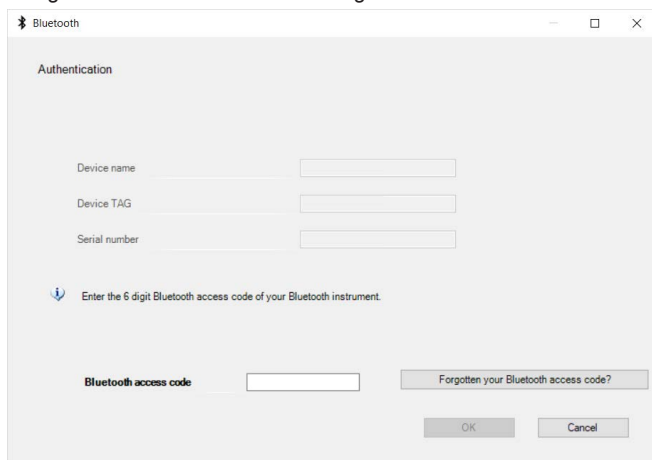 Bluetooth
Authentication
Device name
Device TAG
Serial number
Enter the 6 digit Bluetooth access code of your Bluetooth instrument.
Bluetooth access code
Forgotten your Bluetooth access code?
OK
Cancel